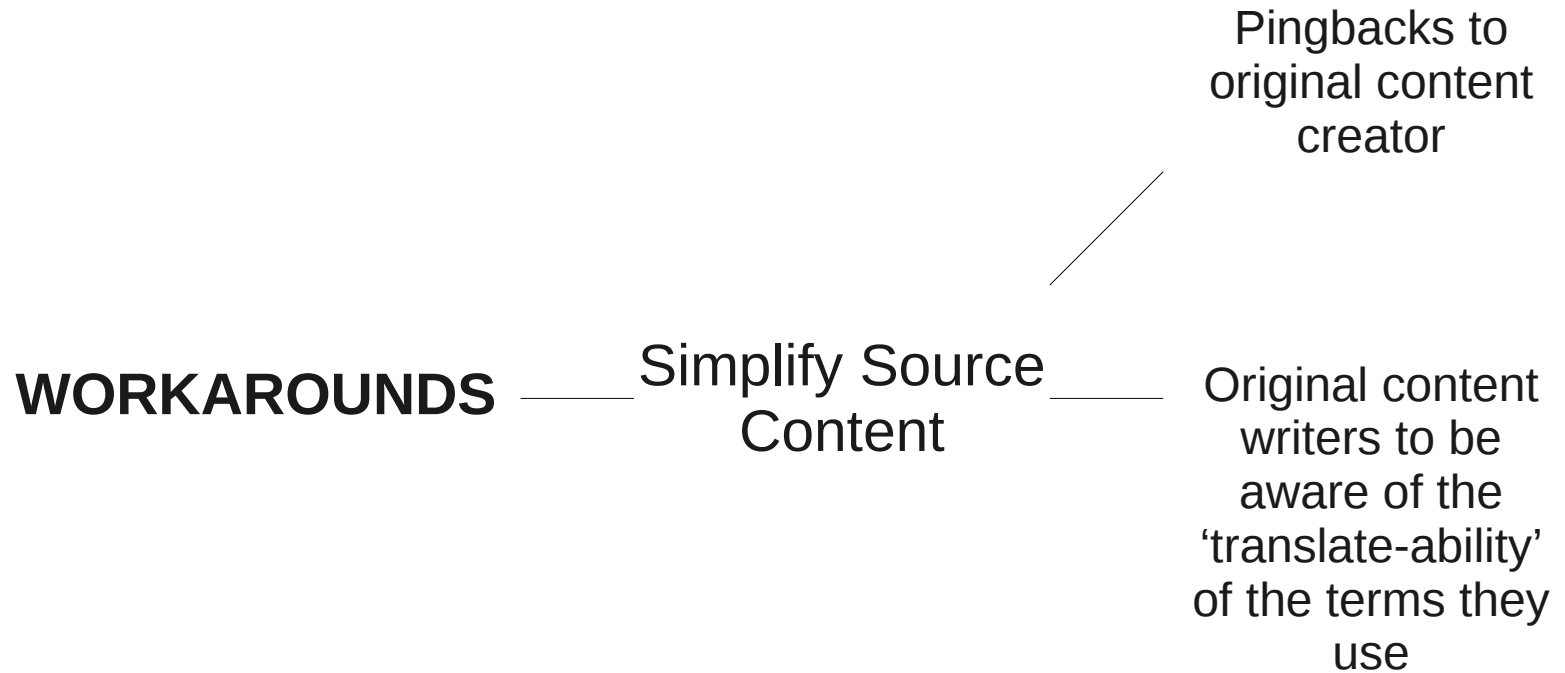 Pingbacks to
original content
creator
WORKAROUNDS
Simplify Source
Content
Original content
writers to be
aware of the
‘translate-ability’
of the terms they
use